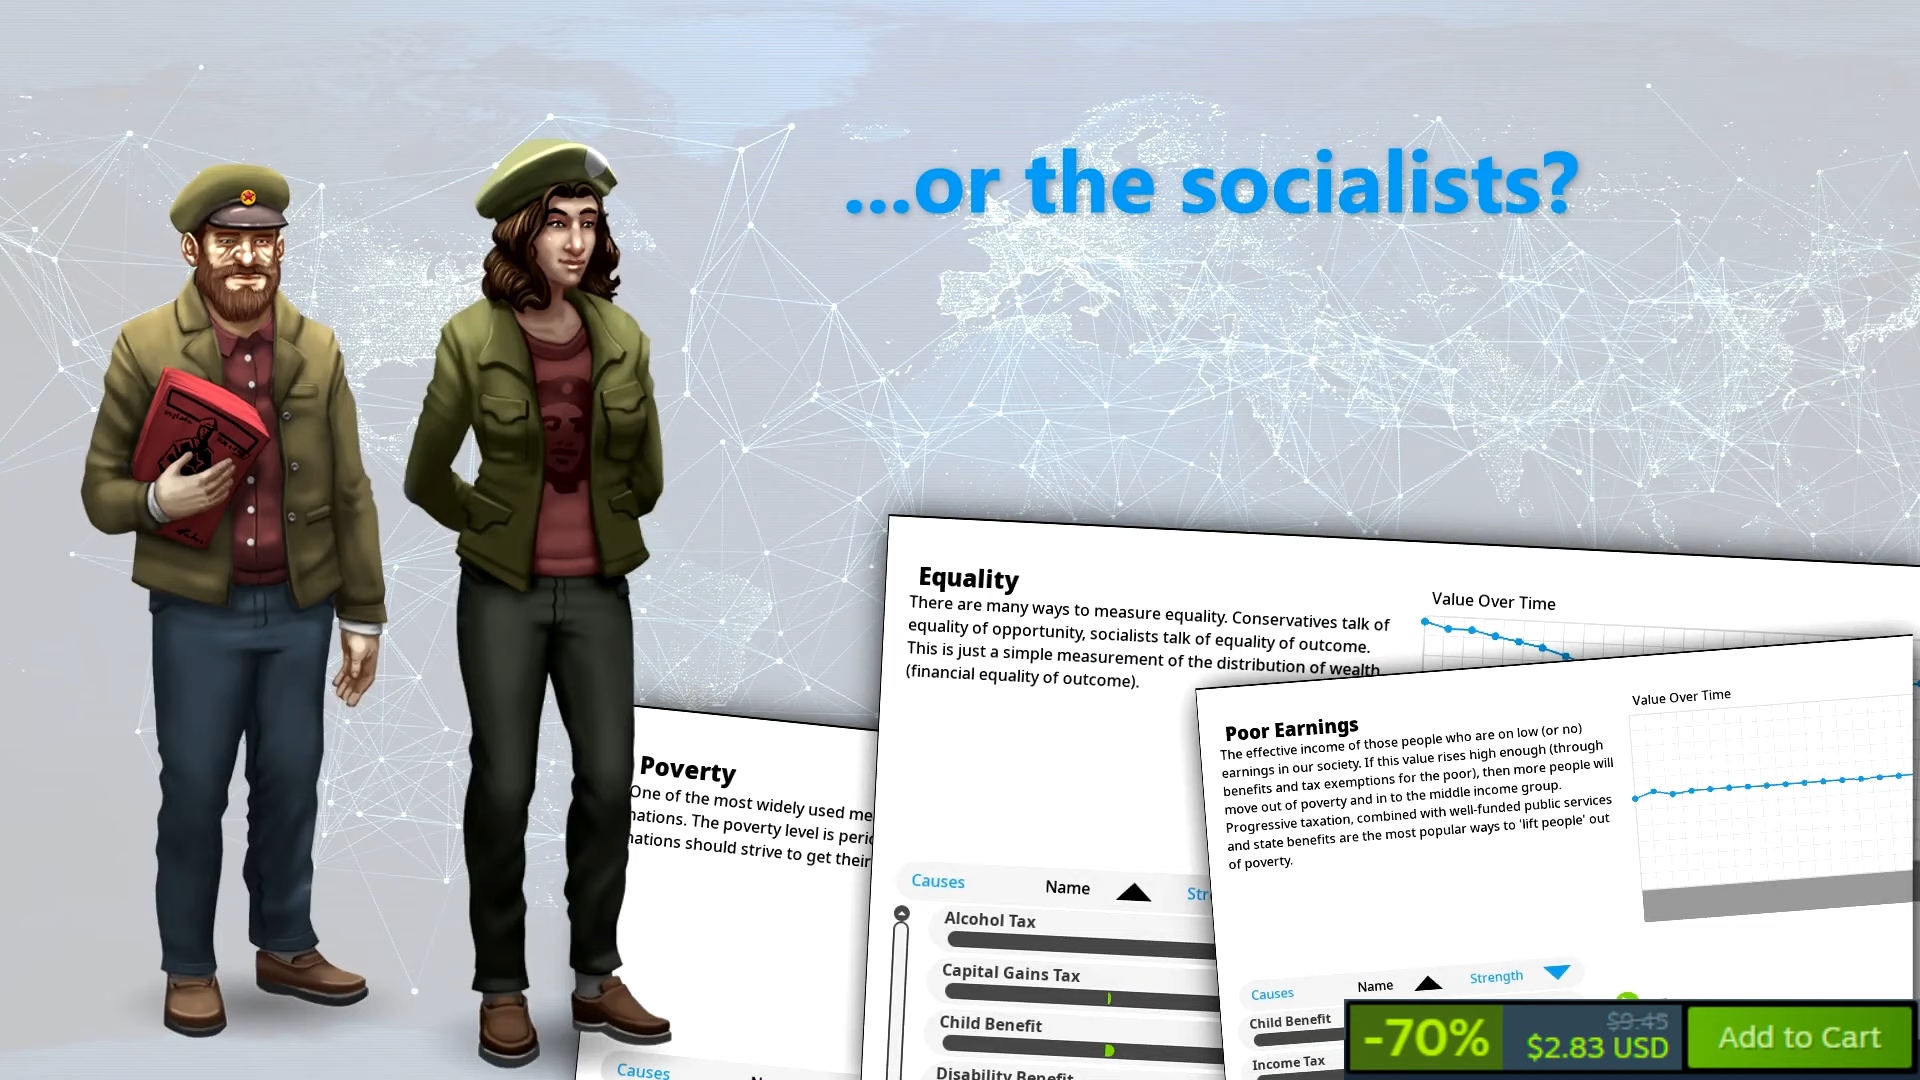 ...or the socialists?
Equality
There are many ways to measure equality. Conservatives talk of
equality of opportunity, socialists talk of equality of outcome.
This is just a simple measurement of the distribution of wealth
(financial equality of outcome).
Value Over Time
Causes
Name
Alcohol Tax
Capital Gains Tax
Child Benefit
Disability Benefit
Poverty
One of the most widely used me
nations. The poverty level is peri
nations should strive to get their
Causes
Poor Earnings
The effective income of those people who are on low (or no)
earnings in our society. If this value rises high enough (through
benefits and tax exemptions for the poor), then more people will
move out of poverty and in to the middle income group.
Progressive taxation, combined with well-funded public services
and state benefits are the most popular ways to 'lift people' out
of poverty.
Value Over Time
Causes
Name
Strength
Child Benefit
Income Tax
-70%
$9.45
$2.83 USD
Add to Cart